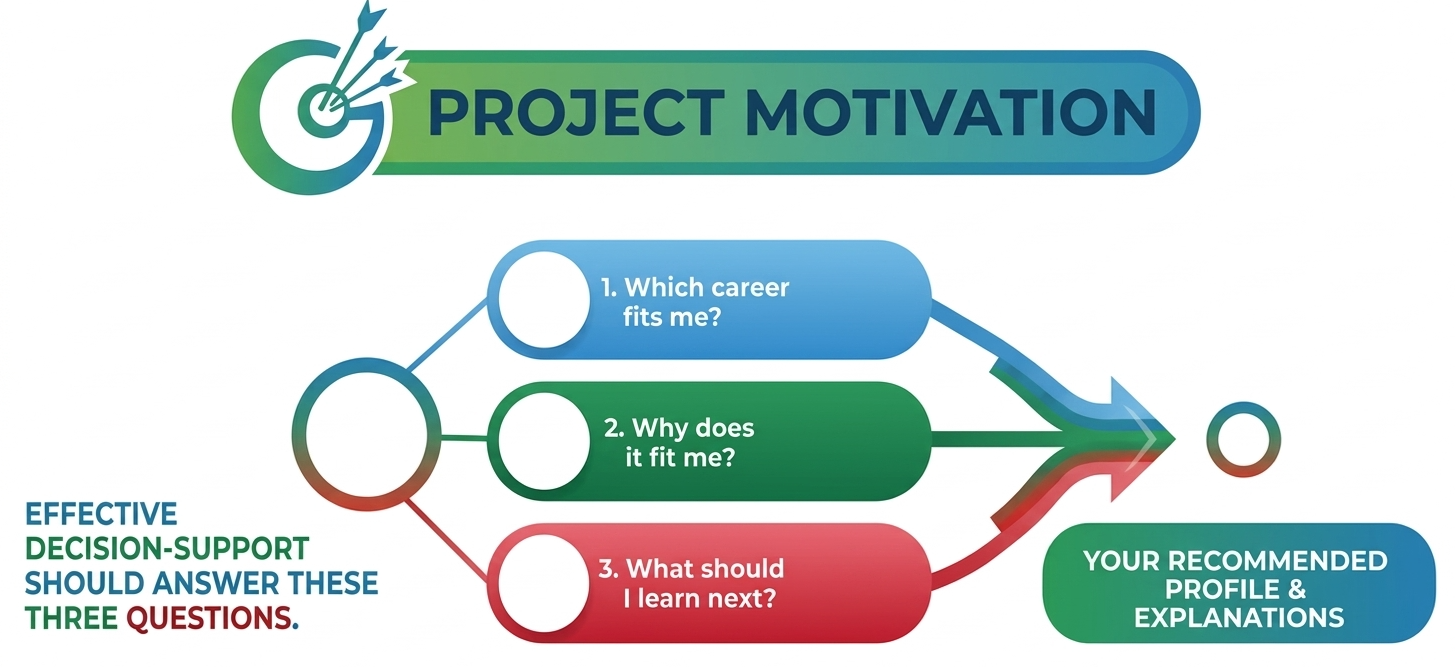 PROJECT MOTIVATION
1. Which career
fits me?
2. Why does
it fit me?
3. What should
I learn next?
EFFECTIVE
DECISION-SUPPORT
SHOULD ANSWER THESE
THREE QUESTIONS.
YOUR RECOMMENDED
PROFILE &
EXPLANATIONS